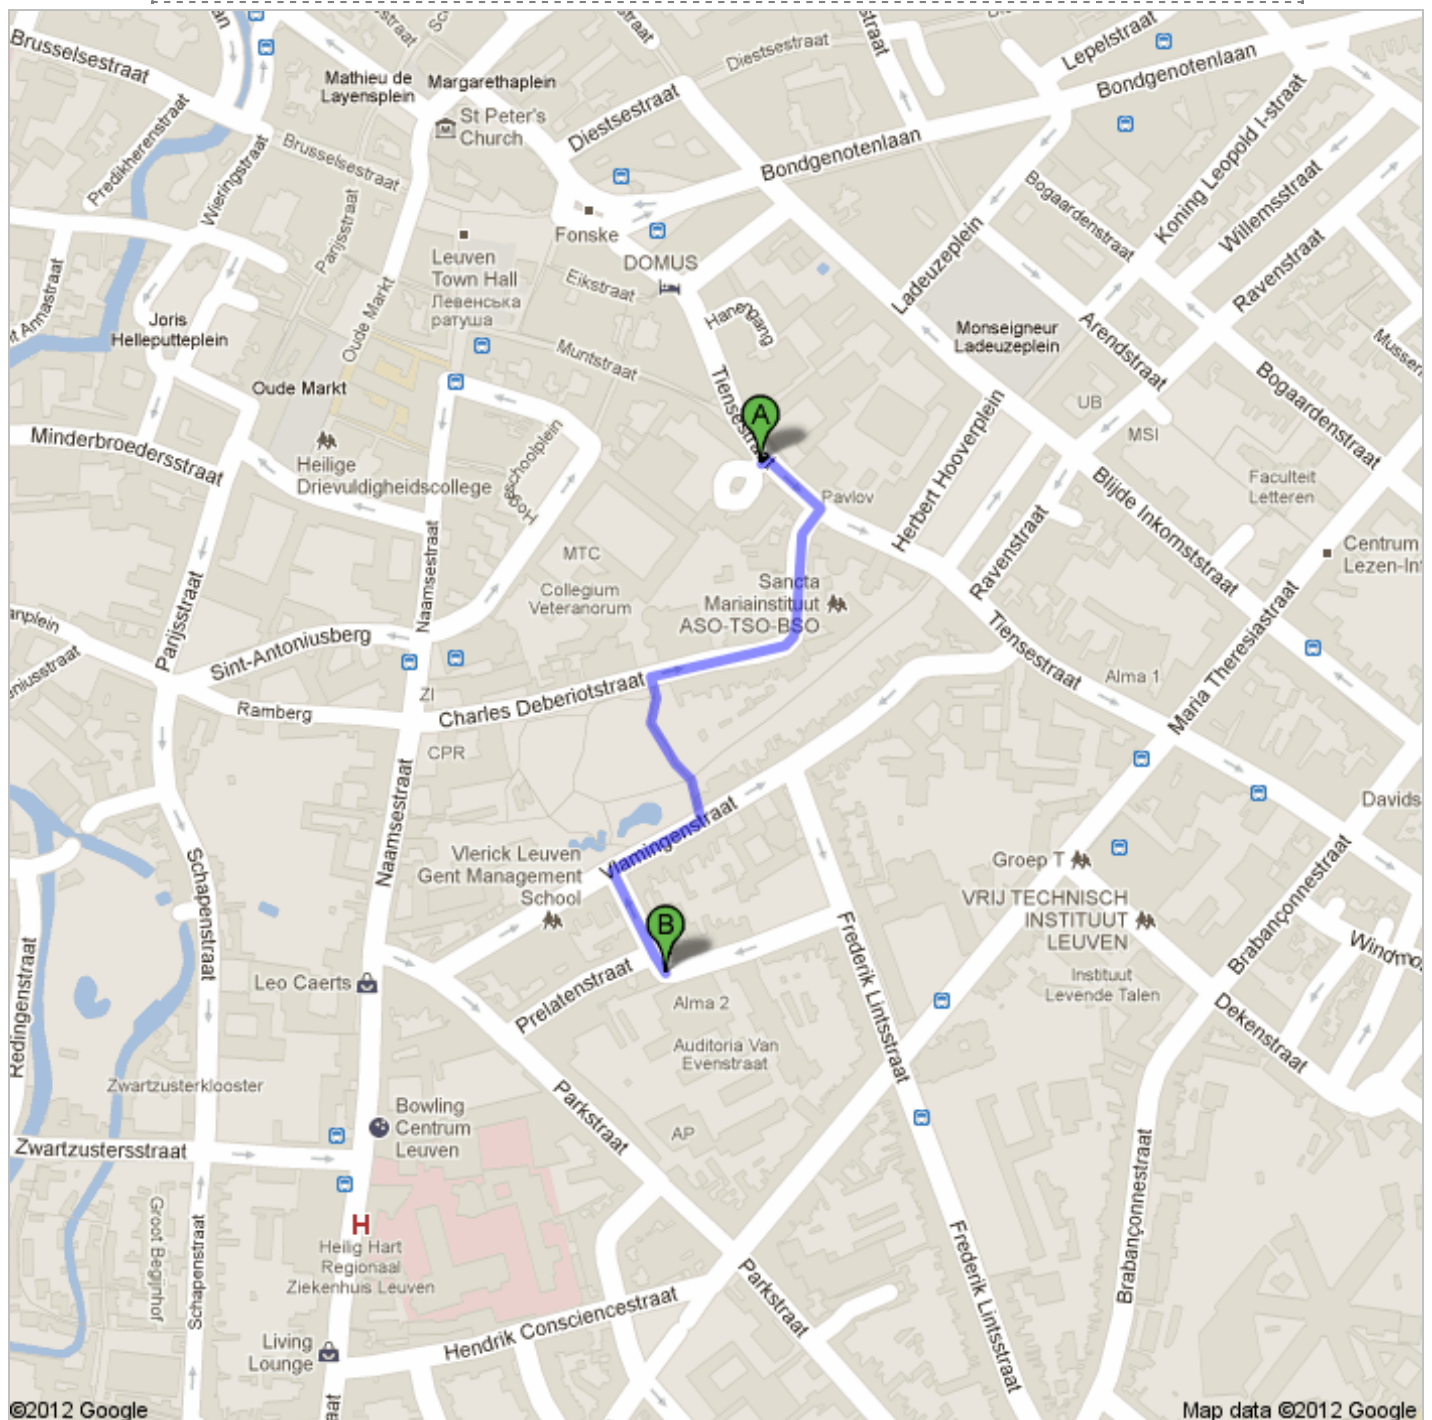 Brusselsestraat
Mathieu de
Layensplein
Margarethaplein
Diestsestraat
Lepelstraat
Bondgenotenlaan
St Peter's
Church
Diestsestraat
Predikherenstraat
Wieringstraat
Brusselsestraat
Parijsstraat
Bondgenotenlaan
Koning Leopold I-straat
Bogaardenstraat
Willemsstraat
Ravenstraat
Fonske
Leuven
Town Hall
Левенська
ратуша
DOMUS
Eikstraat
Ladeuzeplein
Joris
Helleputteplein
Oude Markt
Muntstraat
Tiensestraat
Monseigneur
Ladeuzeplein
Arendstraat
Bogaardenstraat
Oude Markt
A
UB
MSI
Minderbroedersstraat
Heilige
Drievuldigheidscollege
Hogeschoolplein
Pavlov
Herbert Hooverplein
Blijde Inkomststraat
Faculteit
Letteren
Naamsestraat
MTC
Collegium
Veteranorum
Sancta
Mariainstituut
ASO-TSO-BSO
Ravenstraat
Centrum
Parijsstraat
Sint-Antoniusberg
Tiensestraat
Alma 1
Maria Theresiastraat
ZI
Ramberg
Charles Deberiotstraat
CPR
Naamsestraat
Vlamingenstraat
Davids
Vlerick Leuven
Gent Management
School
Groep T
VRIJ TECHNISCH
INSTITUUT
LEUVEN
Brabançonnestraat
Schapenstraat
B
Frederik Lintsstraat
Leo Caerts
Prelatenstraat
Alma 2
Instituut
Levende Talen
Dekenstraat
Redingenstraat
Auditoria Van
Evenstraat
Zwartzusterklooster
Bowling
Centrum
Leuven
Parkstraat
AP
Zwartzustersstraat
Groot Begijnhof
Schapenstraat
H
Heilig Hart
Regionaal
Ziekenhuis Leuven
Brabançonnestraat
Frederik Lintsstraat
Parkstraat
Hendrik Consciencestraat
Living
Lounge
©2012 Google
Map data ©2012 Google